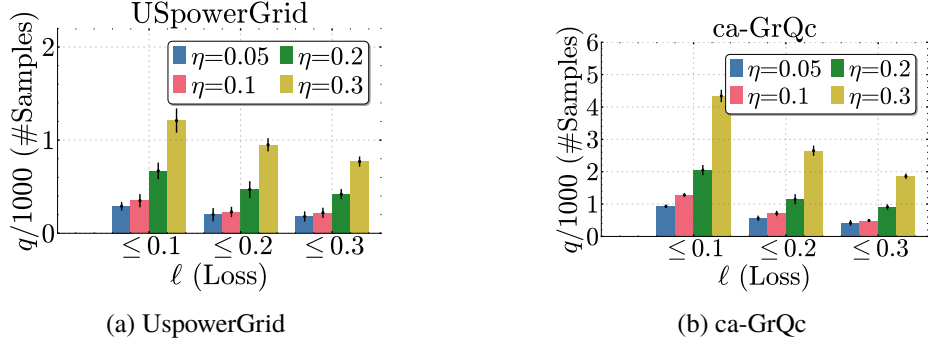 USpowerGrid
q/1000 (#Samples)
2
1
0
η=0.05
η=0.2
η=0.1
η=0.3
≤ 0.1
≤ 0.2
≤ 0.3
ℓ (Loss)
(a) UspowerGrid
ca-GrQc
q/1000 (#Samples)
6
5
4
3
2
1
0
η=0.05
η=0.2
η=0.1
η=0.3
≤ 0.1
≤ 0.2
≤ 0.3
ℓ (Loss)
(b) ca-GrQc